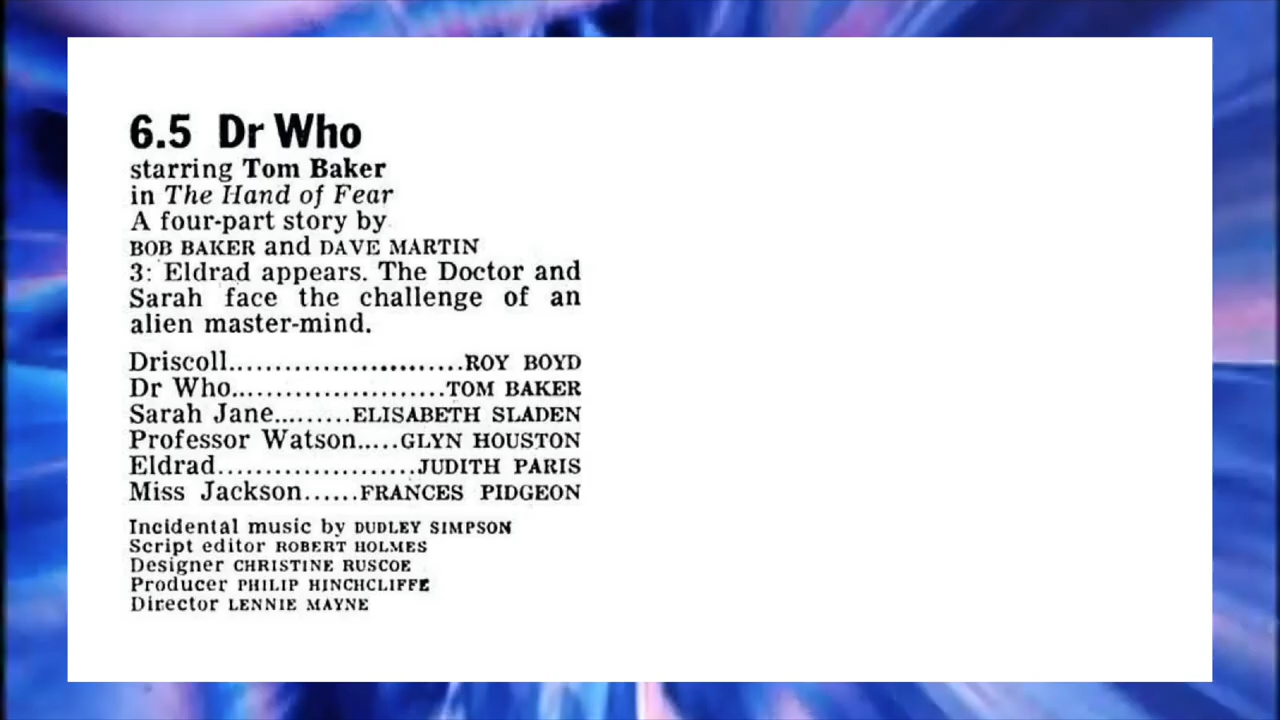 6.5 Dr Who
starring Tom Baker
in The Hand of Fear
A four-part story by
BOB BAKER and DAVE MARTIN
3: Eldrad appears. The Doctor and
Sarah face the challenge of an
alien master-mind.
Driscoll..........................ROY BOYD
Dr Who.......................TOM BAKER
Sarah Jane.........ELISABETH SLADEN
Professor Watson.....GLYN HOUSTON
Eldrad......................JUDITH PARIS
Miss Jackson......FRANCES PIDGEON
Incidental music by DUDLEY SIMPSON
Script editor ROBERT HOLMES
Designer CHRISTINE RUSCOE
Producer PHILIP HINCHCLIFFE
Director LENNIE MAYNE